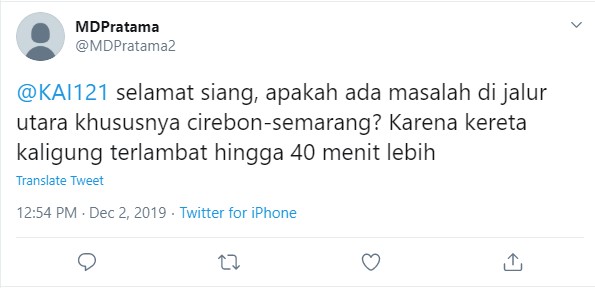 MDPratama
@MDPratama2
@KAI121 selamat siang, apakah ada masalah di jalur
utara khususnya cirebon-semarang? Karena kereta
kaligung terlambat hingga 40 menit lebih
Translate Tweet
12:54 PM · Dec 2, 2019 · Twitter for iPhone